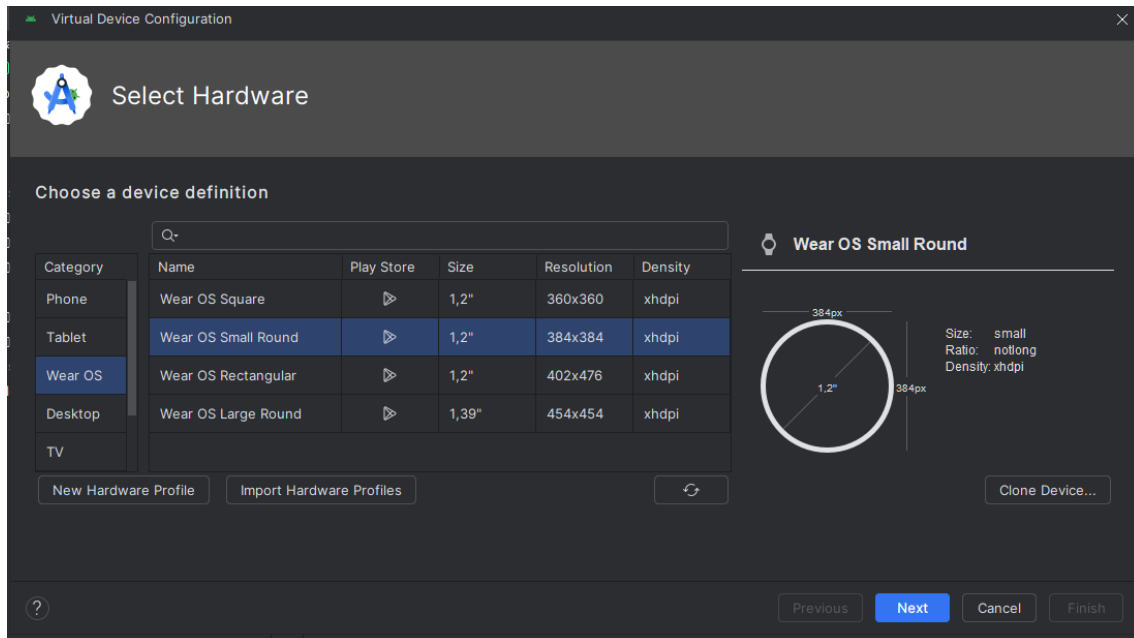 Virtual Device Configuration
Select Hardware
Choose a device definition
Category
Phone
Tablet
Wear OS
Desktop
TV
Name Play Store Size Resolution Density
Wear OS Square 1,2" 360x360 xhdpi
Wear OS Small Round 1,2" 384x384 xhdpi
Wear OS Rectangular 1,2" 402x476 xhdpi
Wear OS Large Round 1,39" 454x454 xhdpi
New Hardware Profile Import Hardware Profiles
Wear OS Small Round
384px
1,2"
384px
Size: small
Ratio: notlong
Density: xhdpi
Clone Device...
?
Previous Next Cancel Finish